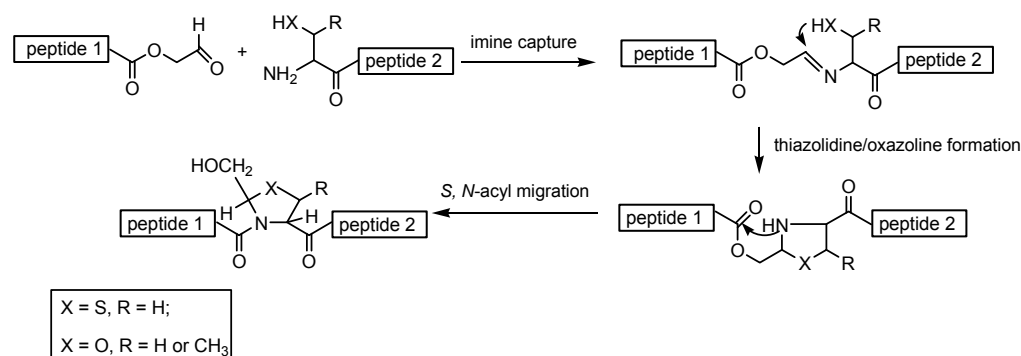 peptide 1
O
H
O
+
HX
R
NH2
O
peptide 2
imine capture
peptide 1
O
O
N
HX
R
O
peptide 2
thiazolidine/oxazoline formation
peptide 1
O
O
HN
X
R
O
peptide 2
S, N-acyl migration
HOCH2
X
R
H
H
N
O
O
peptide 1
peptide 2
X = S, R = H;
X = O, R = H or CH3